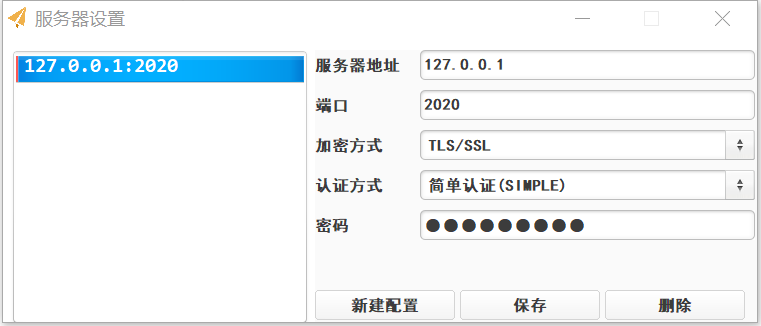 服务器设置
127.0.0.1:2020
服务器地址 127.0.0.1
端口 2020
加密方式 TLS/SSL
认证方式 简单认证(SIMPLE)
密码 ●●●●●●●●●
新建配置 保存 删除